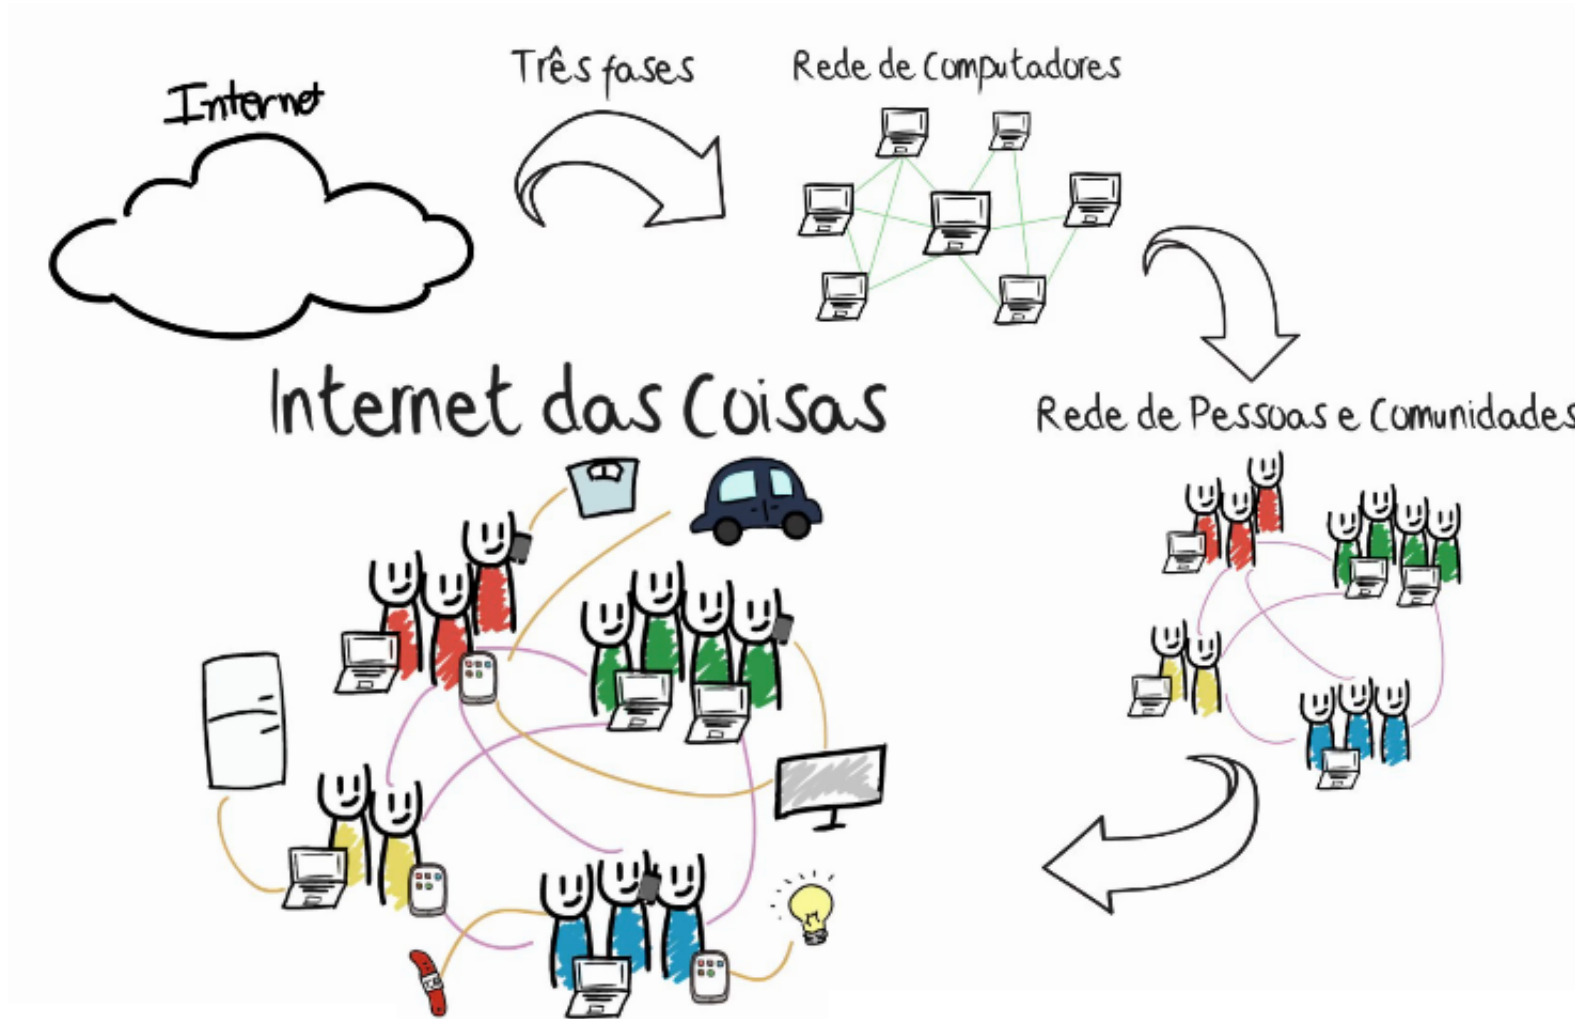 Internet
Três fases
Rede de Computadores
Rede de Pessoas e Comunidades
Internet das Coisas